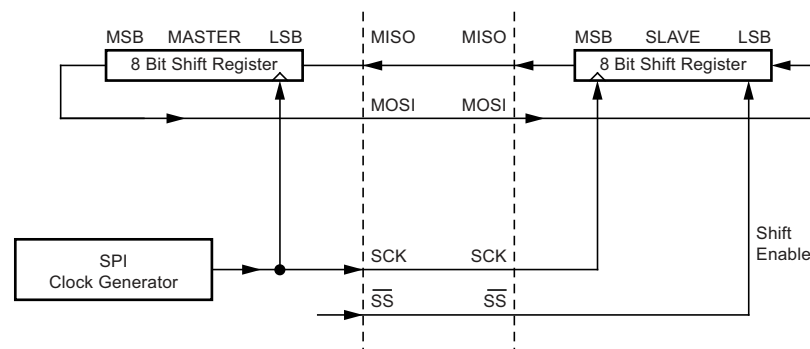 MSB MASTER LSB MISO MISO MSB SLAVE LSB
8 Bit Shift Register 8 Bit Shift Register
MOSI MOSI
Shift
Enable
SPI
Clock Generator
SCK SCK
SS SS